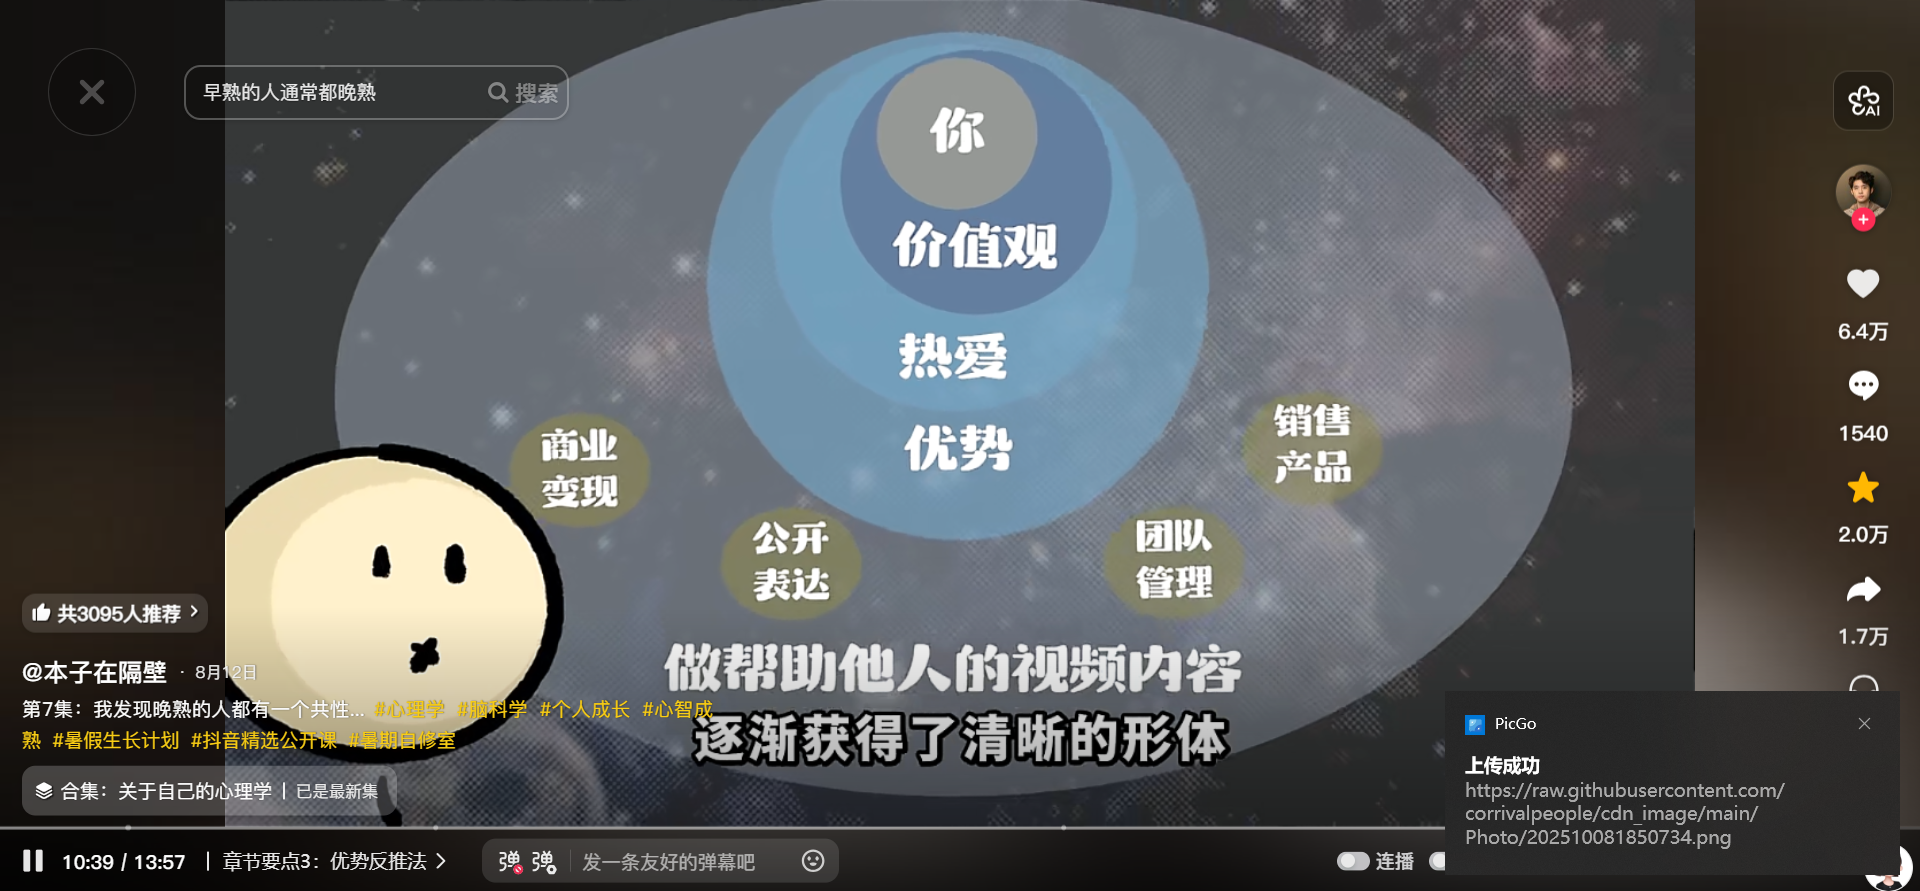 早熟的人通常都晚熟
搜索
AI
你
价值观
热爱
优势
商业
变现
公开
表达
团队
管理
销售
产品
做帮助他人的视频内容
逐渐获得了清晰的形体
6.4万
1540
2.0万
1.7万
共3095人推荐
@本子在隔壁 · 8月12日
第7集：我发现晚熟的人都有一个共性... #心理学 #脑科学 #个人成长 #心智成
熟 #暑假生长计划 #抖音精选公开课 #暑期自修室
合集：关于自己的心理学 | 已是最新集
10:39 / 13:57 | 章节要点3：优势反推法
弹 弹 发一条友好的弹幕吧
连播
PicGo
上传成功
https://raw.githubusercontent.com/
corrivalpeople/cdn_image/main/
Photo/202510081850734.png